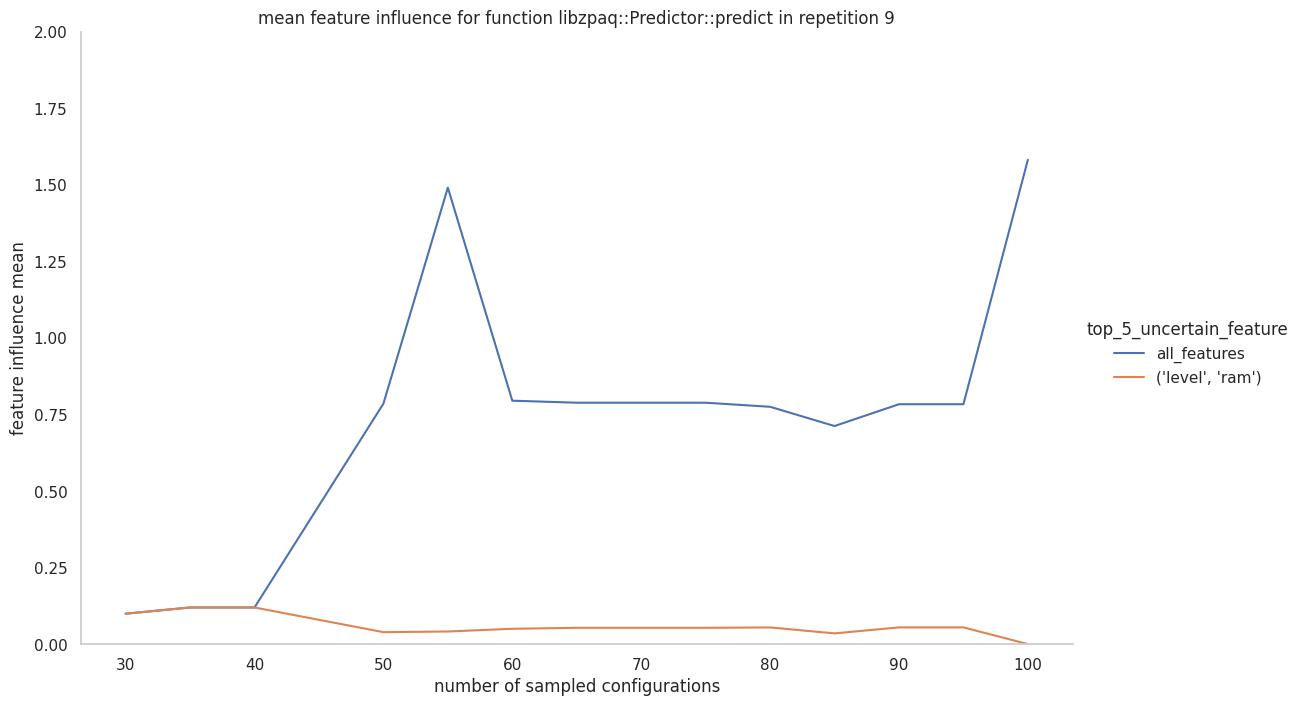 mean feature influence for function libzpaq::Predictor::predict in repetition 9
2.00
1.75
1.50
1.25
1.00
0.75
0.50
0.25
0.00
feature influence mean
30 40 50 60 70 80 90 100
number of sampled configurations
top_5_uncertain_feature
all_features
('level', 'ram')